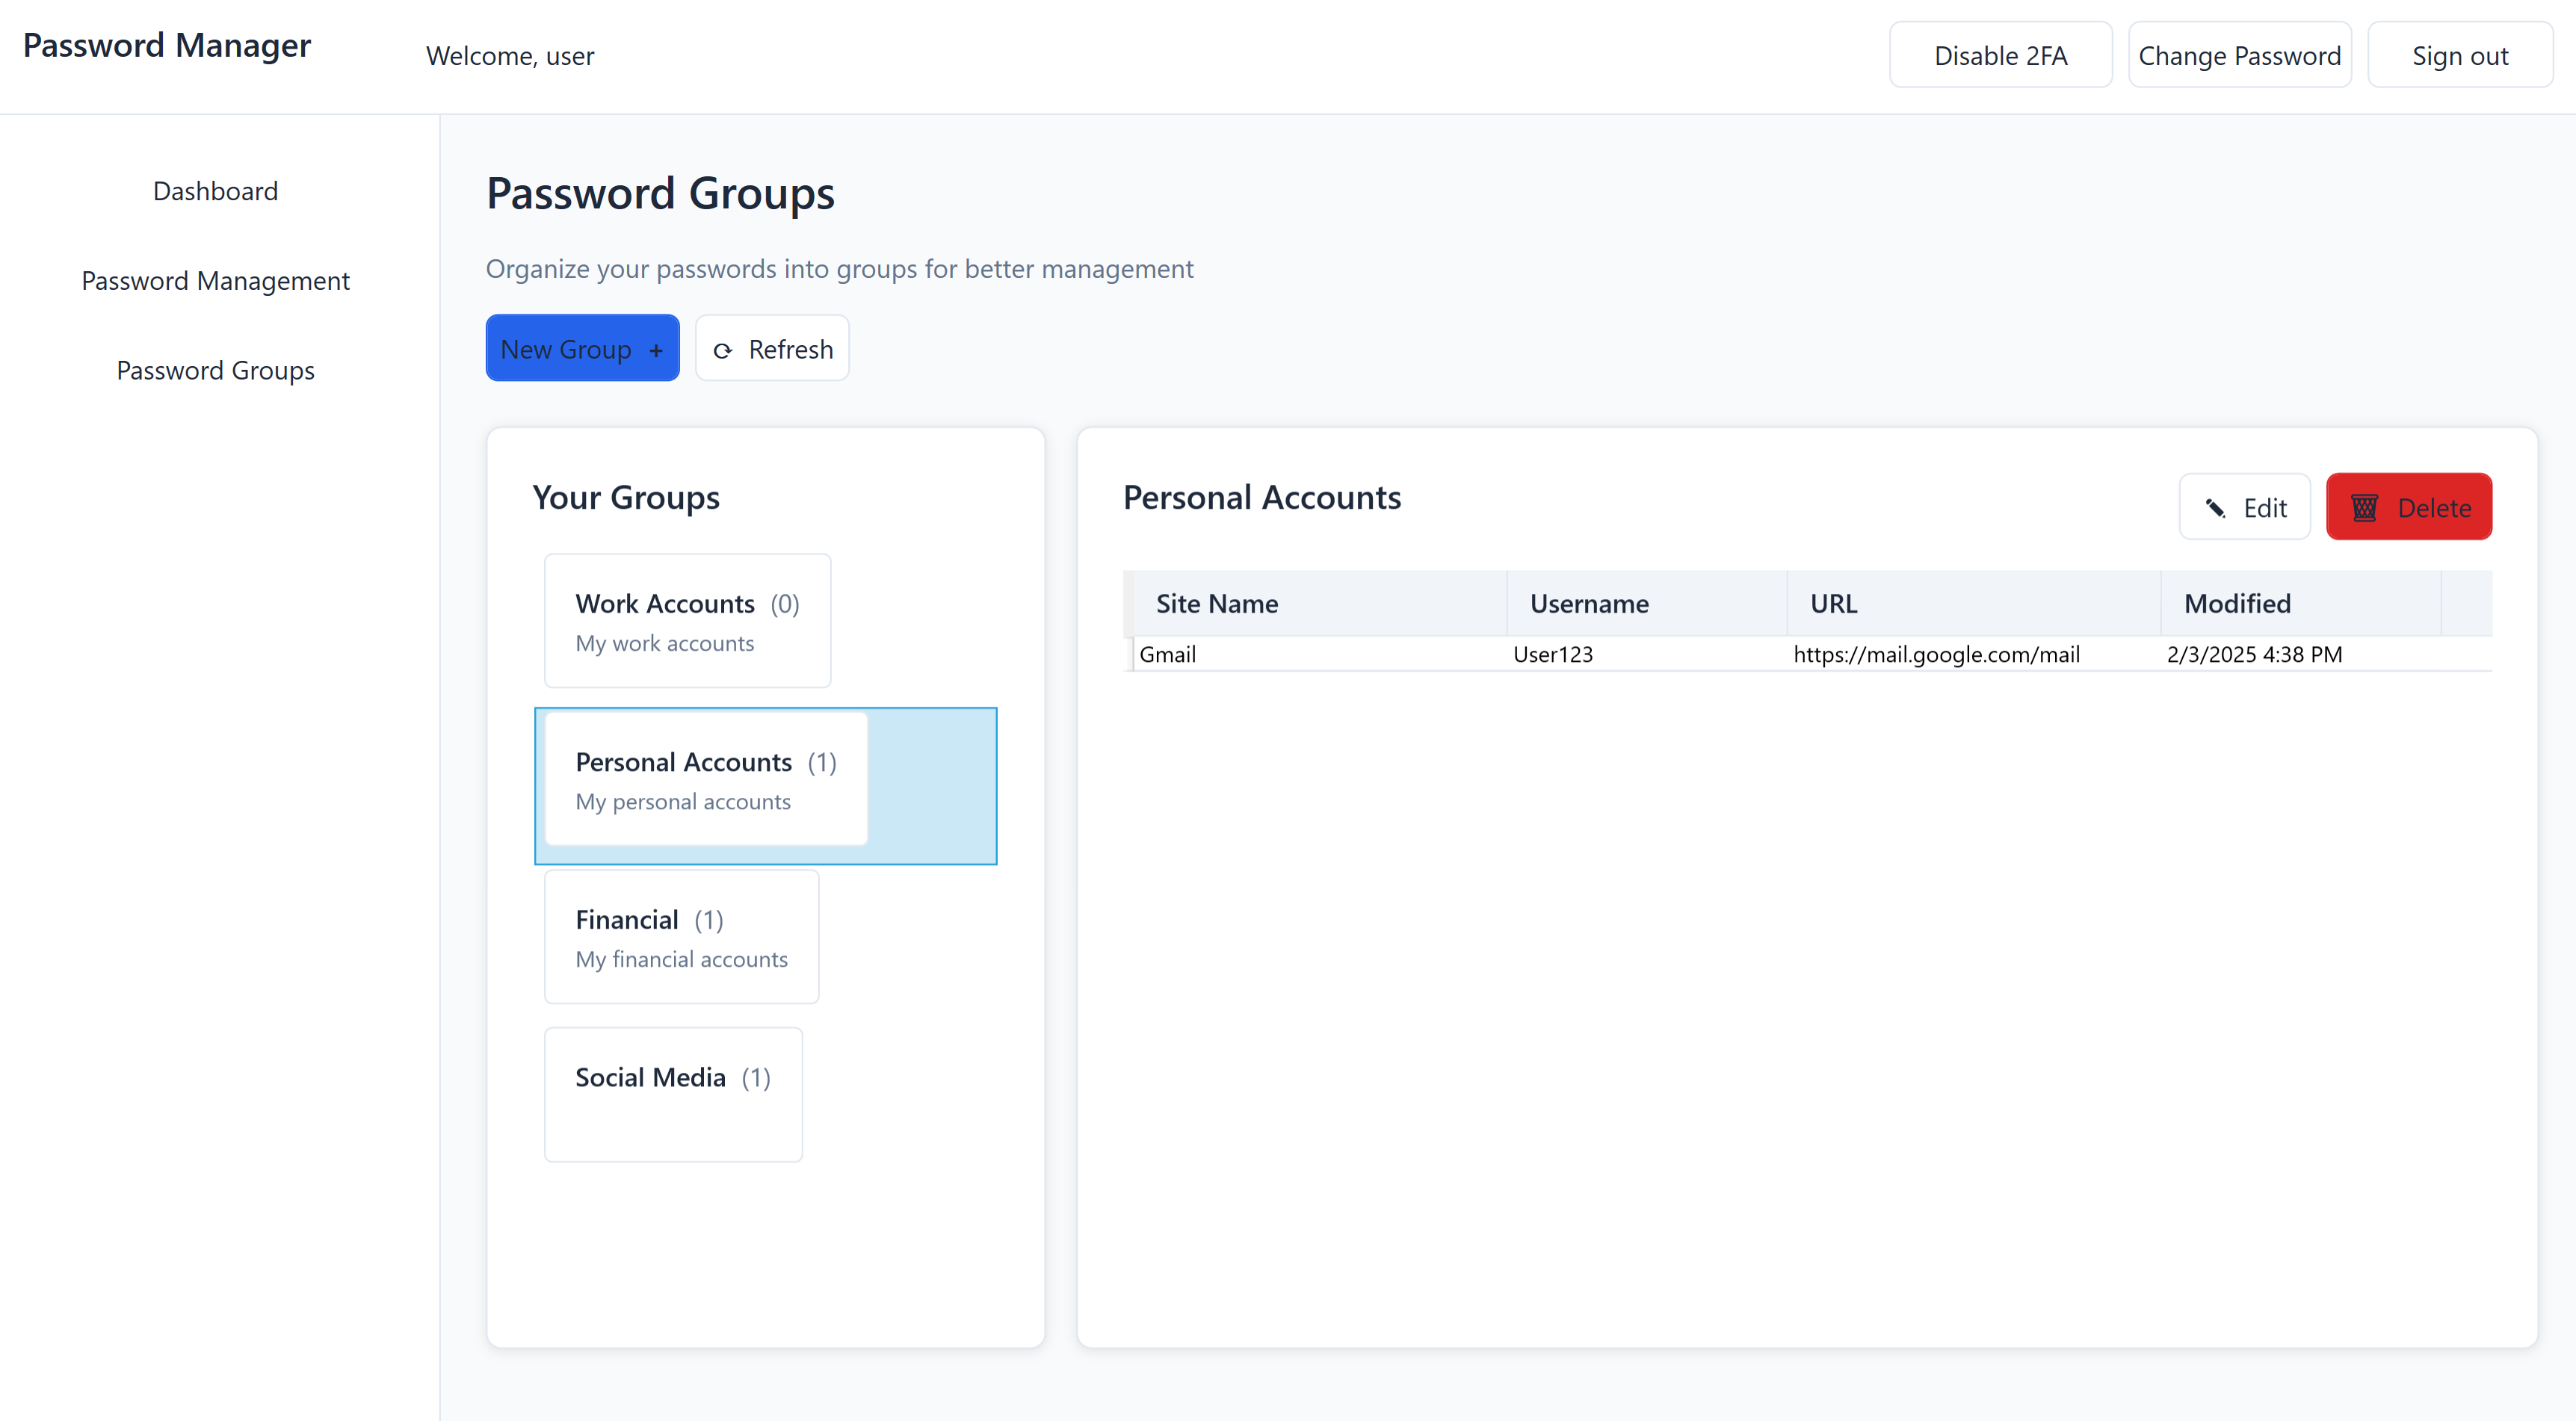 Password Manager
Welcome, user
Disable 2FA
Change Password
Sign out
Dashboard
Password Management
Password Groups
Password Groups
Organize your passwords into groups for better management
New Group +
Refresh
Your Groups
Work Accounts (0)
My work accounts
Personal Accounts (1)
My personal accounts
Financial (1)
My financial accounts
Social Media (1)
Personal Accounts
Edit
Delete
Site Name Username URL Modified
Gmail User123 https://mail.google.com/mail 2/3/2025 4:38 PM